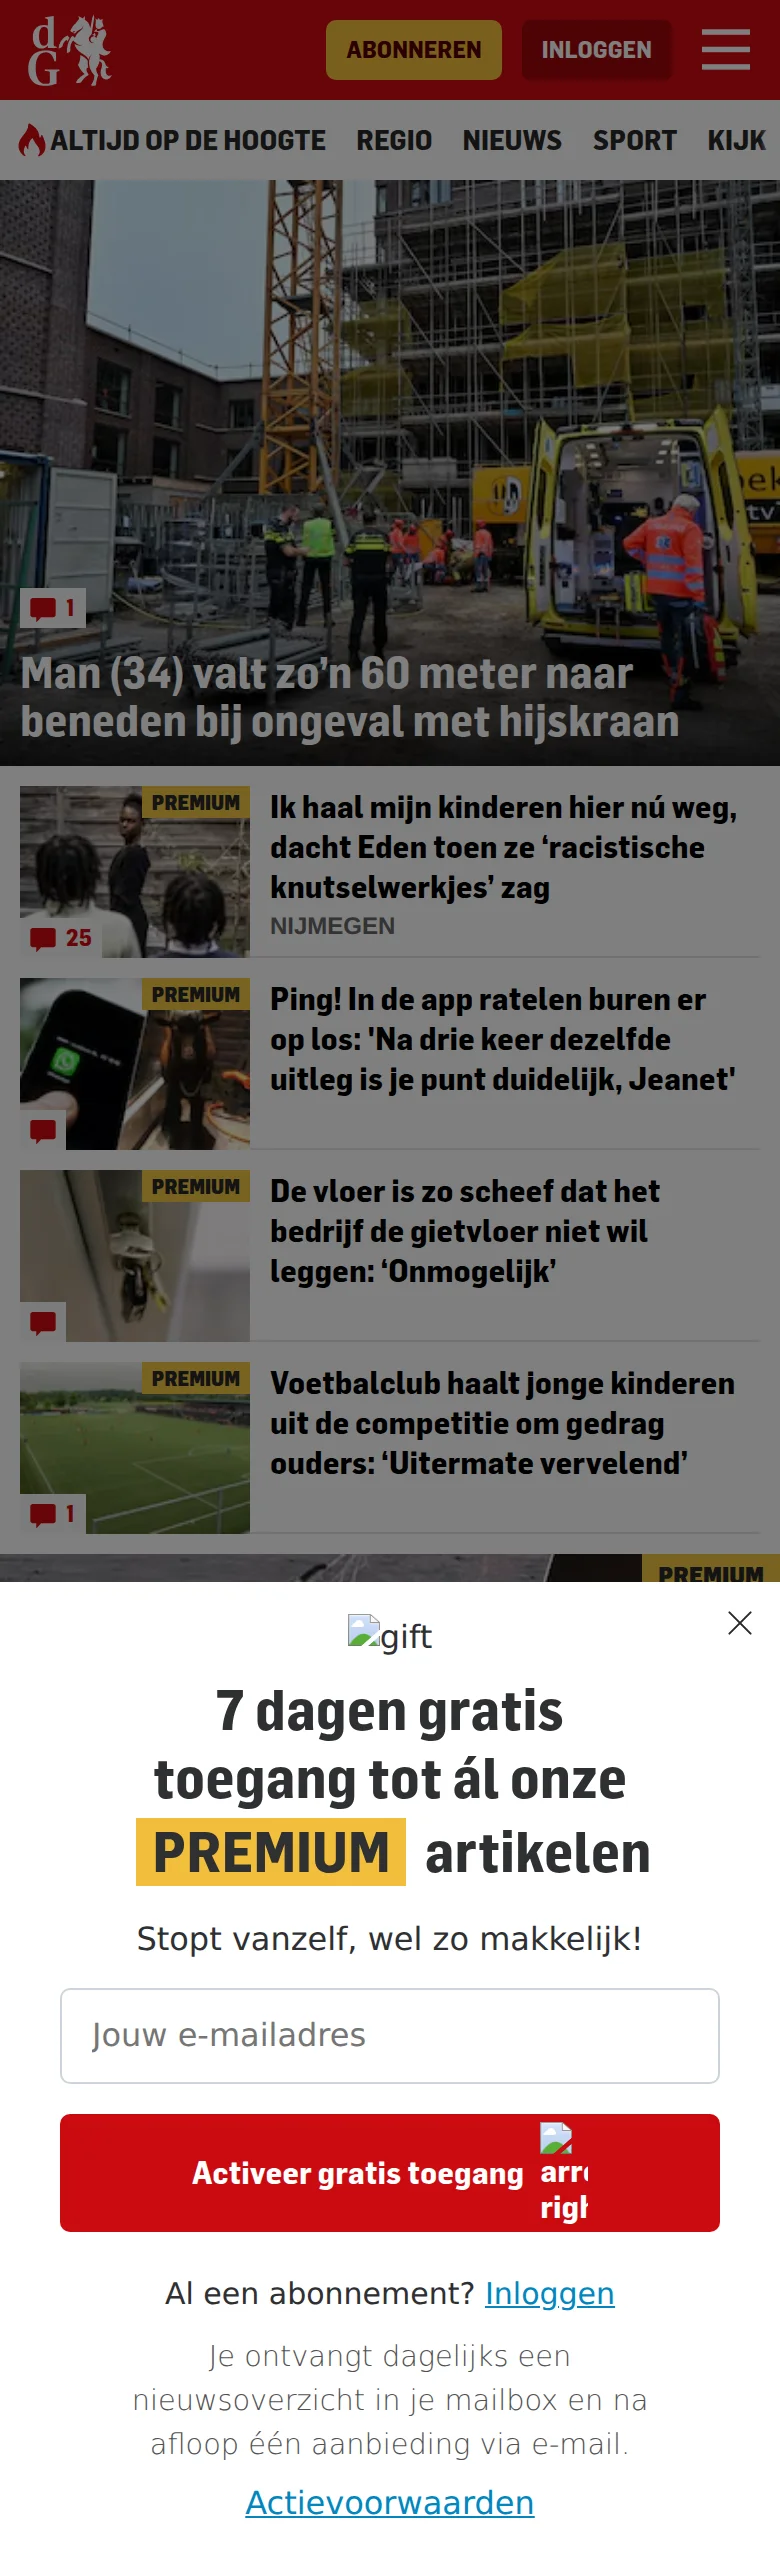 dG
ABONNEREN
INLOGGEN
ALTIJD OP DE HOOGTE
REGIO
NIEUWS
SPORT
KIJK
1
Man (34) valt zo’n 60 meter naar
beneden bij ongeval met hijskraan
PREMIUM
25
Ik haal mijn kinderen hier nú weg,
dacht Eden toen ze ‘racistische
knutselwerkjes’ zag
NIJMEGEN
PREMIUM
Ping! In de app ratelen buren er
op los: 'Na drie keer dezelfde
uitleg is je punt duidelijk, Jeanet'
PREMIUM
De vloer is zo scheef dat het
bedrijf de gietvloer niet wil
leggen: ‘Onmogelijk’
PREMIUM
1
Voetbalclub haalt jonge kinderen
uit de competitie om gedrag
ouders: ‘Uitermate vervelend’
PREMIUM
gift
7 dagen gratis
toegang tot ál onze
PREMIUM artikelen
Stopt vanzelf, wel zo makkelijk!
Jouw e-mailadres
Activeer gratis toegang
Al een abonnement? Inloggen
Je ontvangt dagelijks een
nieuwsoverzicht in je mailbox en na
afloop één aanbieding via e-mail.
Actievoorwaarden